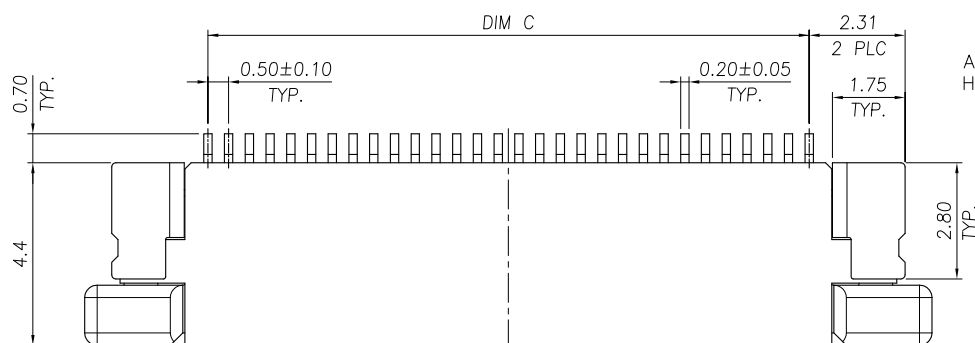 DIM C
2.31
2 PLC
0.50±0.10
TYP.
0.20±0.05
TYP.
A
H
1.75
TYP.
0.70
TYP.
4.4
2.80
TYP.